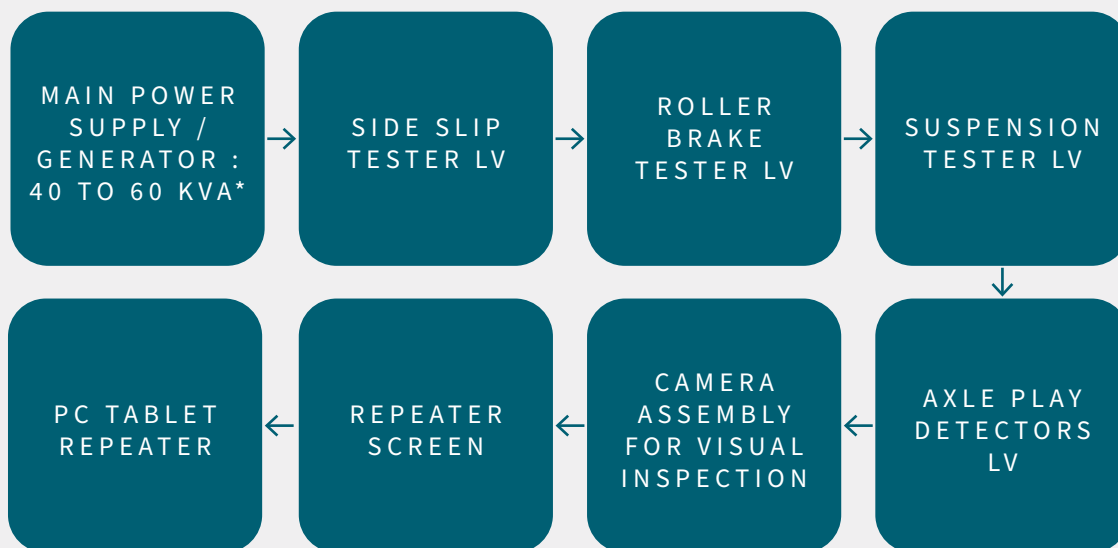 MAIN POWER
SUPPLY /
GENERATOR :
40 TO 60 KVA*
SIDE SLIP
TESTER LV
ROLLER
BRAKE
TESTER LV
SUSPENSION
TESTER LV
AXLE PLAY
DETECTORS
LV
CAMERA
ASSEMBLY
FOR VISUAL
INSPECTION
REPEATER
SCREEN
PC TABLET
REPEATER